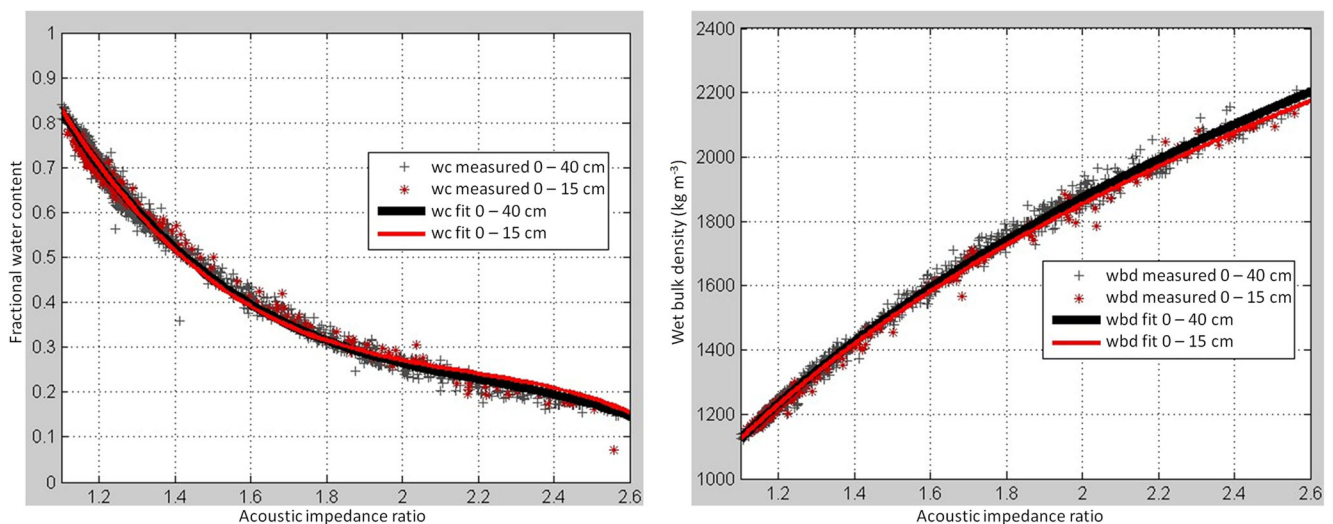 1
0.9
0.8
0.7
0.6
0.5
0.4
0.3
0.2
0.1
0
Fractional water content
wc measured 0 – 40 cm
wc measured 0 – 15 cm
wc fit 0 – 40 cm
wc fit 0 – 15 cm
1.2 1.4 1.6 1.8 2 2.2 2.4 2.6
Acoustic impedance ratio
2400
2200
2000
1800
1600
1400
1200
1000
Wet bulk density (kg m⁻³)
wbd measured 0 – 40 cm
wbd measured 0 – 15 cm
wbd fit 0 – 40 cm
wbd fit 0 – 15 cm
1.2 1.4 1.6 1.8 2 2.2 2.4 2.6
Acoustic impedance ratio